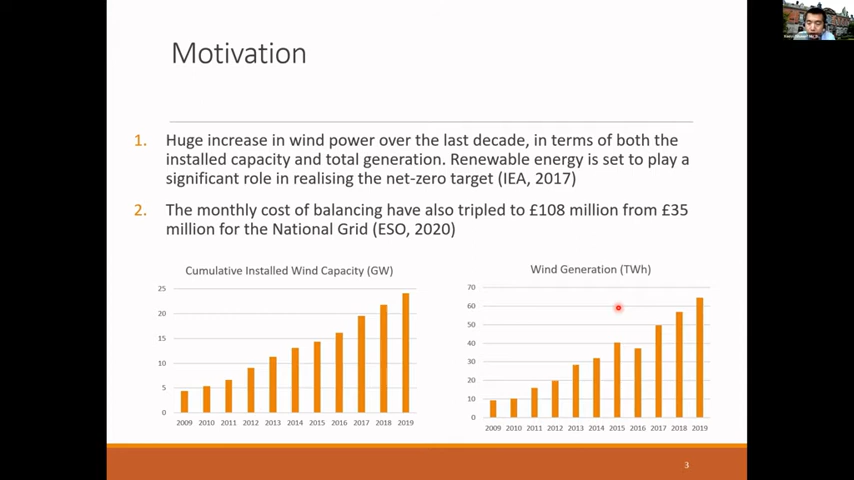 Motivation
1. Huge increase in wind power over the last decade, in terms of both the
installed capacity and total generation. Renewable energy is set to play a
significant role in realising the net-zero target (IEA, 2017)
2. The monthly cost of balancing have also tripled to £108 million from £35
million for the National Grid (ESO, 2020)
Cumulative Installed Wind Capacity (GW)
25
20
15
10
5
0
2009 2010 2011 2012 2013 2014 2015 2016 2017 2018 2019
Wind Generation (TWh)
70
60
50
40
30
20
10
0
2009 2010 2011 2012 2013 2014 2015 2016 2017 2018 2019
3